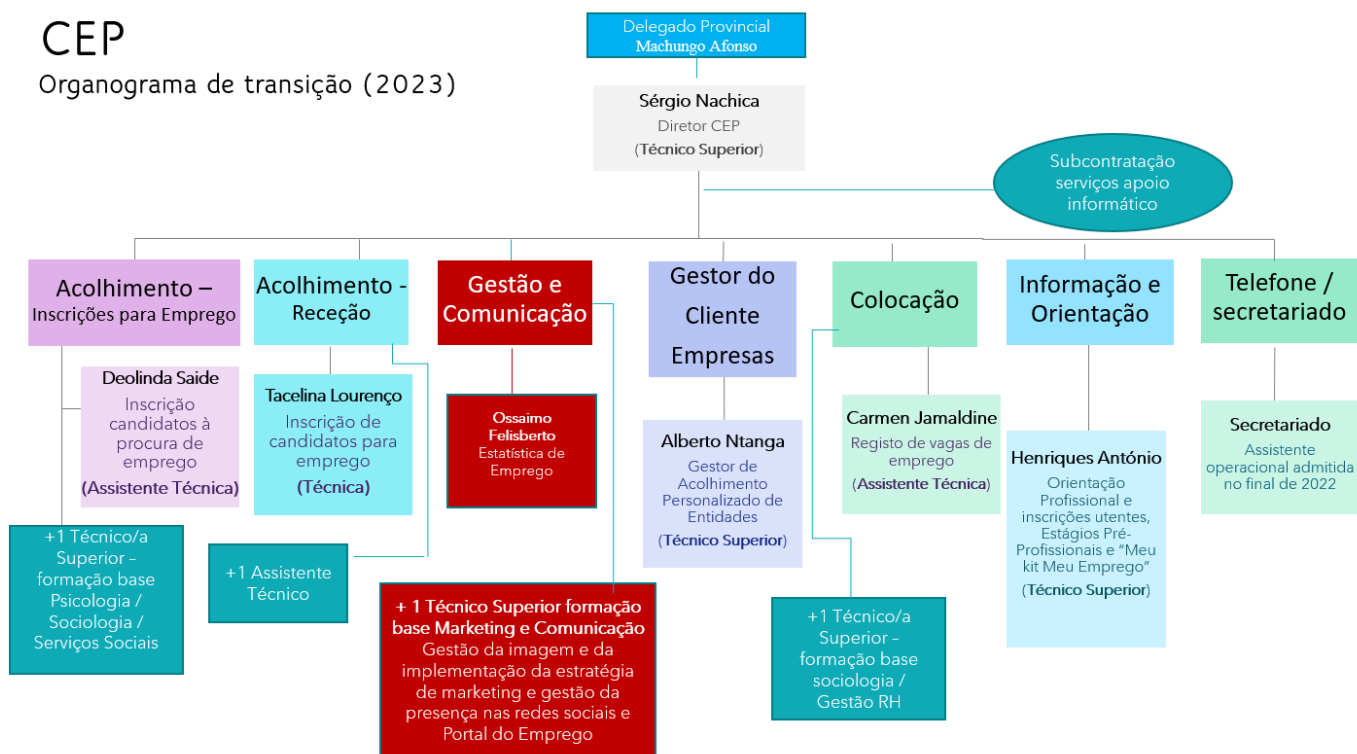 CEP
Organograma de transição (2023)
Delegado Provincial
Machungo Afonso
Sérgio Nachica
Diretor CEP
(Técnico Superior)
Subcontratação
serviços apoio
informático
Acolhimento –
Inscrições para Emprego
Acolhimento -
Receção
Gestão e
Comunicação
Gestor do
Cliente
Empresas
Colocação
Informação e
Orientação
Telefone /
secretariado
Deolinda Saide
Inscrição
candidatos à
procura de
emprego
(Assistente Técnica)
Tacelina Lourenço
Inscrição de
candidatos para
emprego
(Técnica)
Ossaimo
Felisberto
Estatística de
Emprego
Alberto Ntanga
Gestor de
Acolhimento
Personalizado de
Entidades
(Técnico Superior)
Carmen Jamaldine
Registo de vagas de
emprego
(Assistente Técnica)
Henriques António
Orientação
Profissional e
inscrições utentes,
Estágios Pré-
Profissionais e “Meu
kit Meu Emprego”
(Técnico Superior)
Secretariado
Assistente
operacional admitida
no final de 2022
+1 Técnico/a
Superior –
formação base
Psicologia /
Sociologia /
Serviços Sociais
+1 Assistente
Técnico
+ 1 Técnico Superior formação
base Marketing e Comunicação
Gestão da imagem e da
implementação da estratégia
de marketing e gestão da
presença nas redes sociais e
Portal do Emprego
+1 Técnico/a
Superior –
formação base
sociologia /
Gestão RH